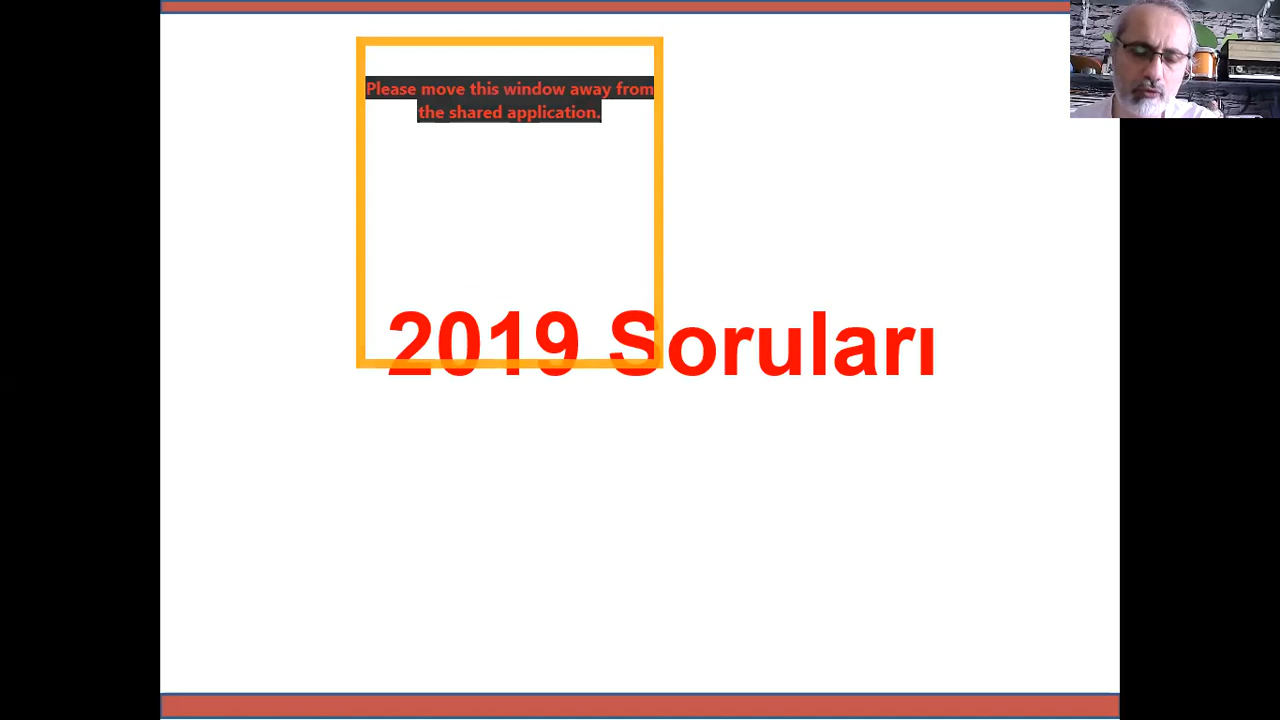 Please move this window away from
the shared application.
2019 Soruları